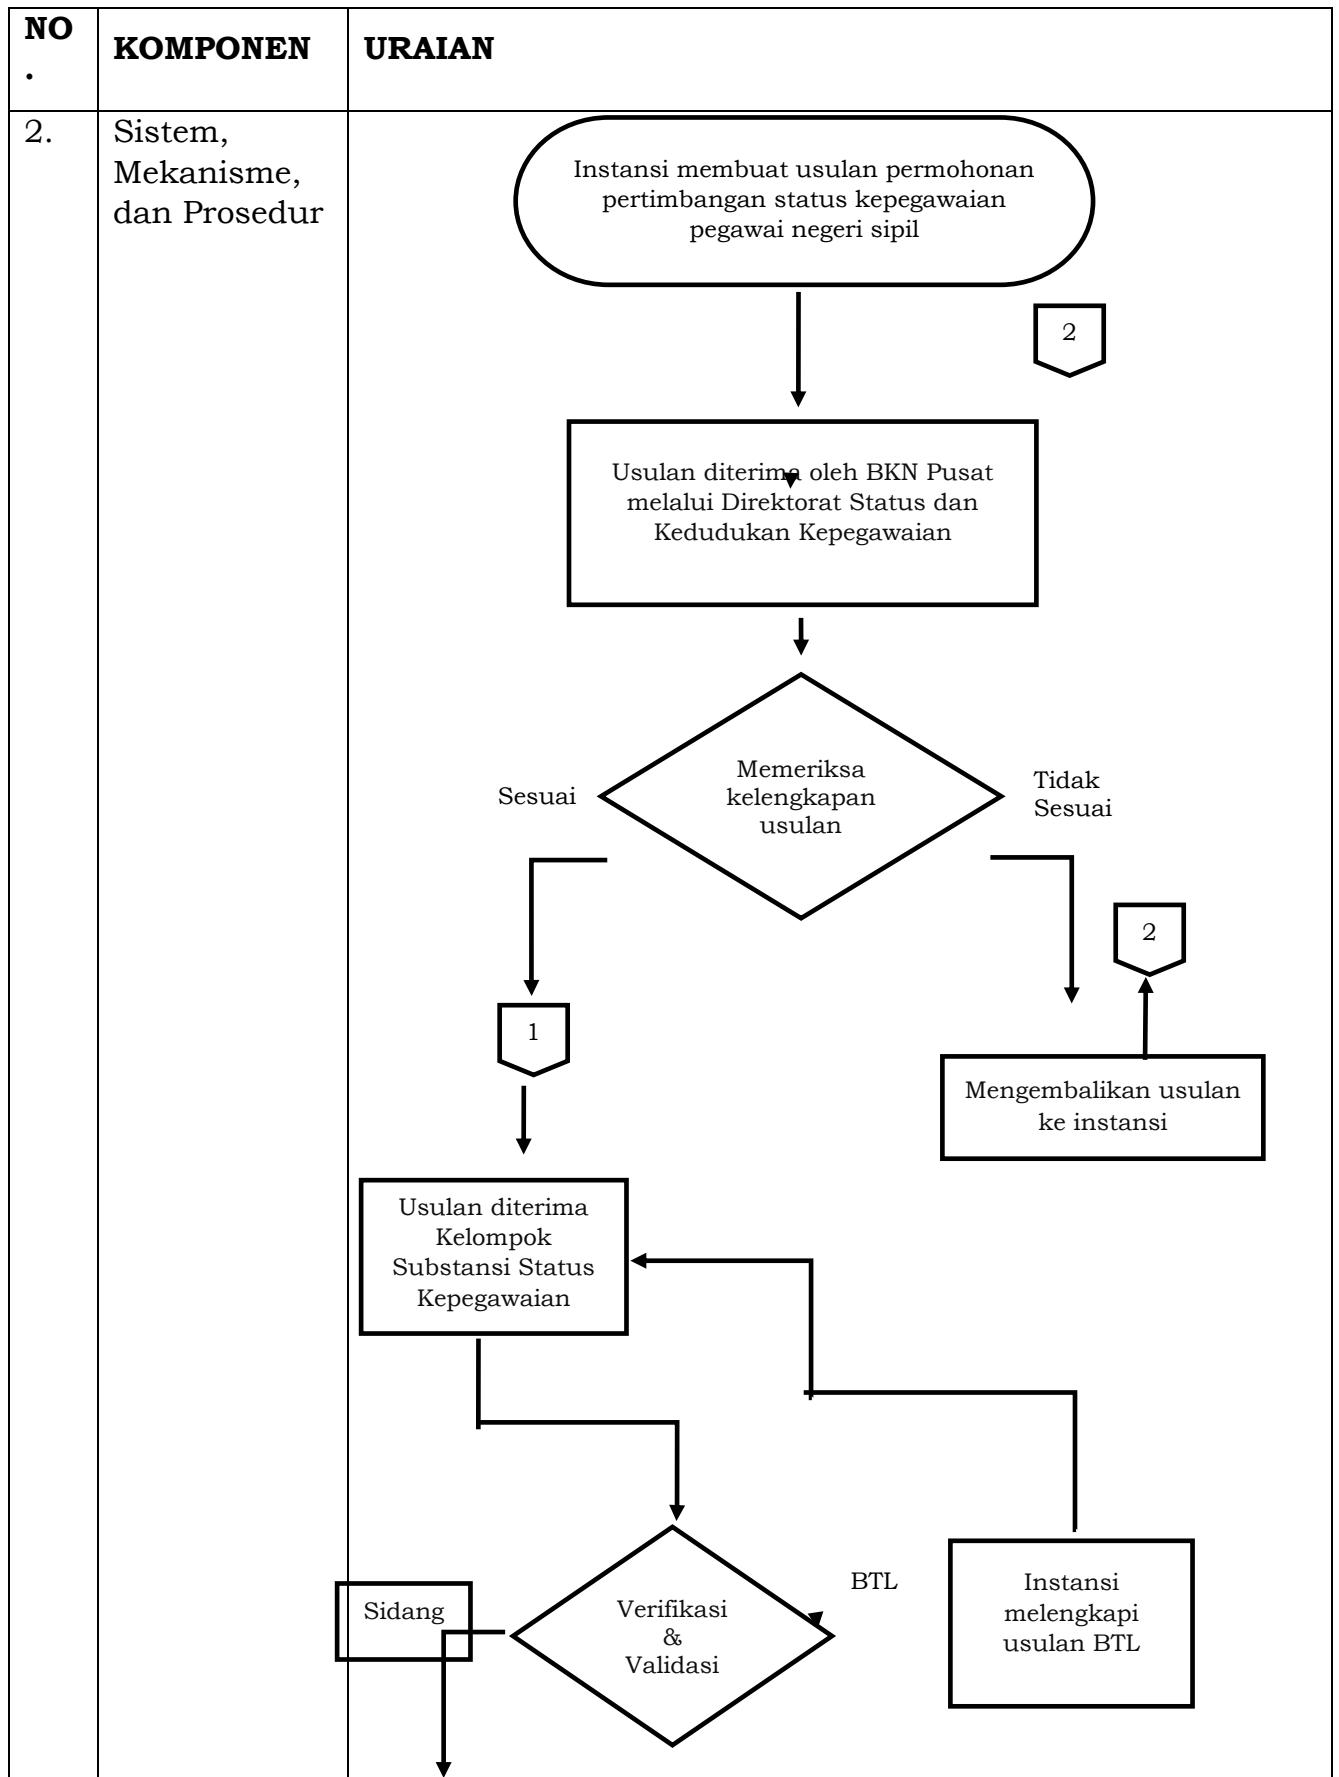 NO
.
KOMPONEN
URAIAN
2.
Sistem,
Mekanisme,
dan Prosedur
Instansi membuat usulan permohonan
pertimbangan status kepegawaian
pegawai negeri sipil
2
Usulan diterima oleh BKN Pusat
melalui Direktorat Status dan
Kedudukan Kepegawaian
Memeriksa
kelengkapan
usulan
Sesuai
Tidak
Sesuai
2
1
Mengembalikan usulan
ke instansi
Usulan diterima
Kelompok
Substansi Status
Kepegawaian
BTL
Instansi
melengkapi
usulan BTL
Sidang
Verifikasi
&
Validasi